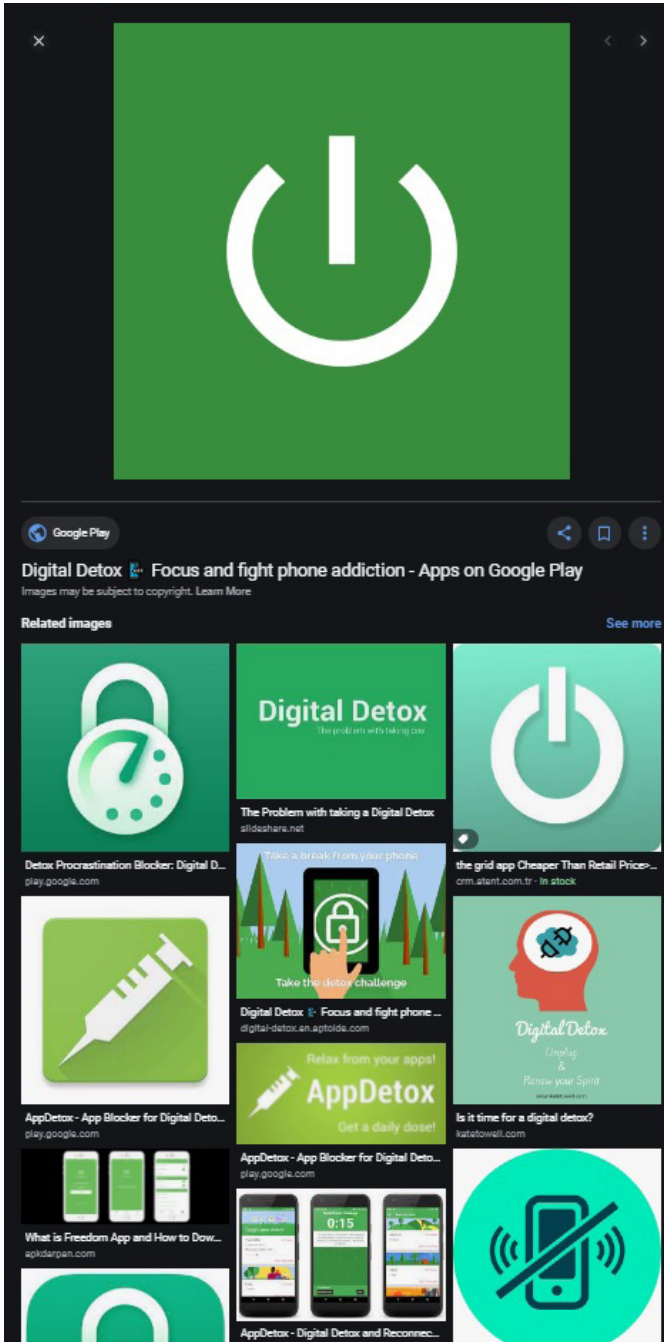 Google Play
Digital Detox Focus and fight phone addiction - Apps on Google Play
Images may be subject to copyright. Learn More
Related images
See more
Detox Procrastination Blocker: Digital D...
play.google.com
Digital Detox
The problem with taking one
The Problem with taking a Digital Detox
slideshare.net
the grid app Cheaper Than Retail Price>...
crm.atent.com.tr - In stock
Take a break from your phone
Take the detox challenge
Digital Detox Focus and fight phone ...
digital-detox.en.aptoide.com
Digital Detox
Unplug
&
Renew your Spirit
www.katetowell.com
Is it time for a digital detox?
katetowell.com
AppDetox - App Blocker for Digital Deto...
play.google.com
Relax from your apps!
AppDetox
Get a daily dose!
AppDetox - App Blocker for Digital Deto...
play.google.com
What is Freedom App and How to Dow...
apkdarpan.com
0:15
AppDetox - Digital Detox and Reconnec...